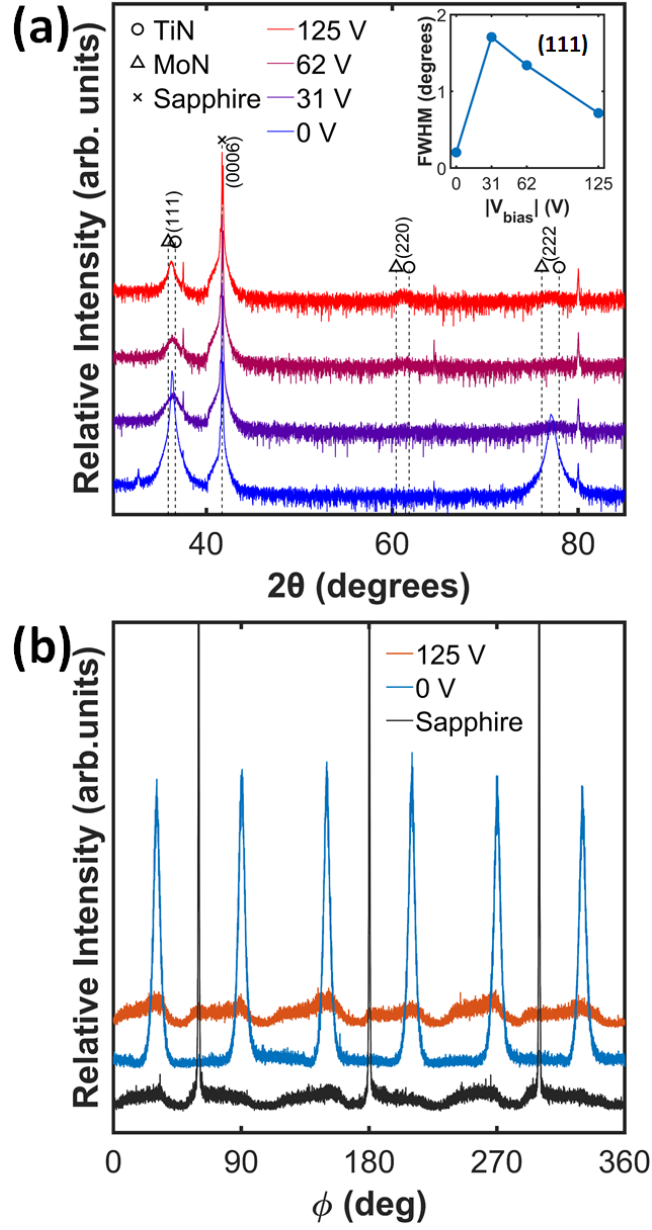 (a)
○ TiN
△ MoN
× Sapphire
125 V
62 V
31 V
0 V
FWHM (degrees)
2
1
0
(111)
0 31 62 125
|Vbias| (V)
Relative Intensity (arb. units)
(111)
(0006)
(220)
(222
40 60 80
2θ (degrees)
(b)
125 V
0 V
Sapphire
Relative Intensity (arb.units)
0 90 180 270 360
ϕ (deg)